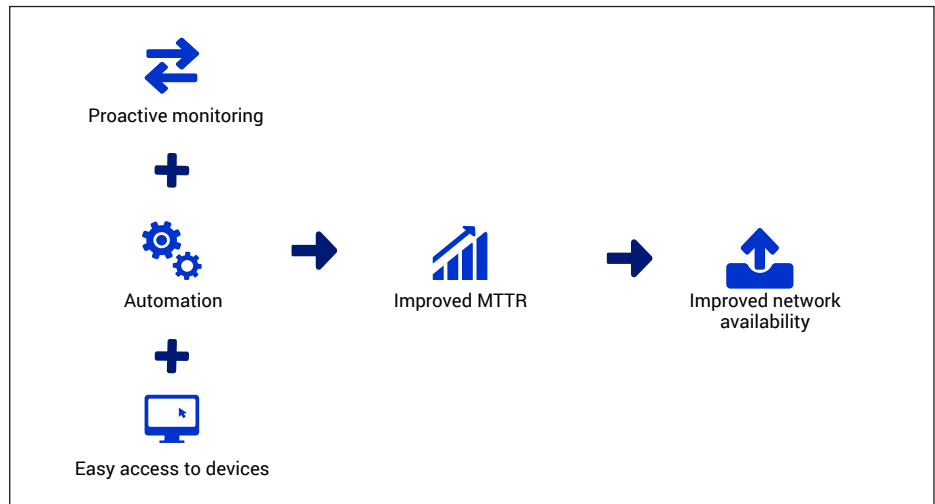 Proactive monitoring
Automation
Easy access to devices
Improved MTTR
Improved network
availability